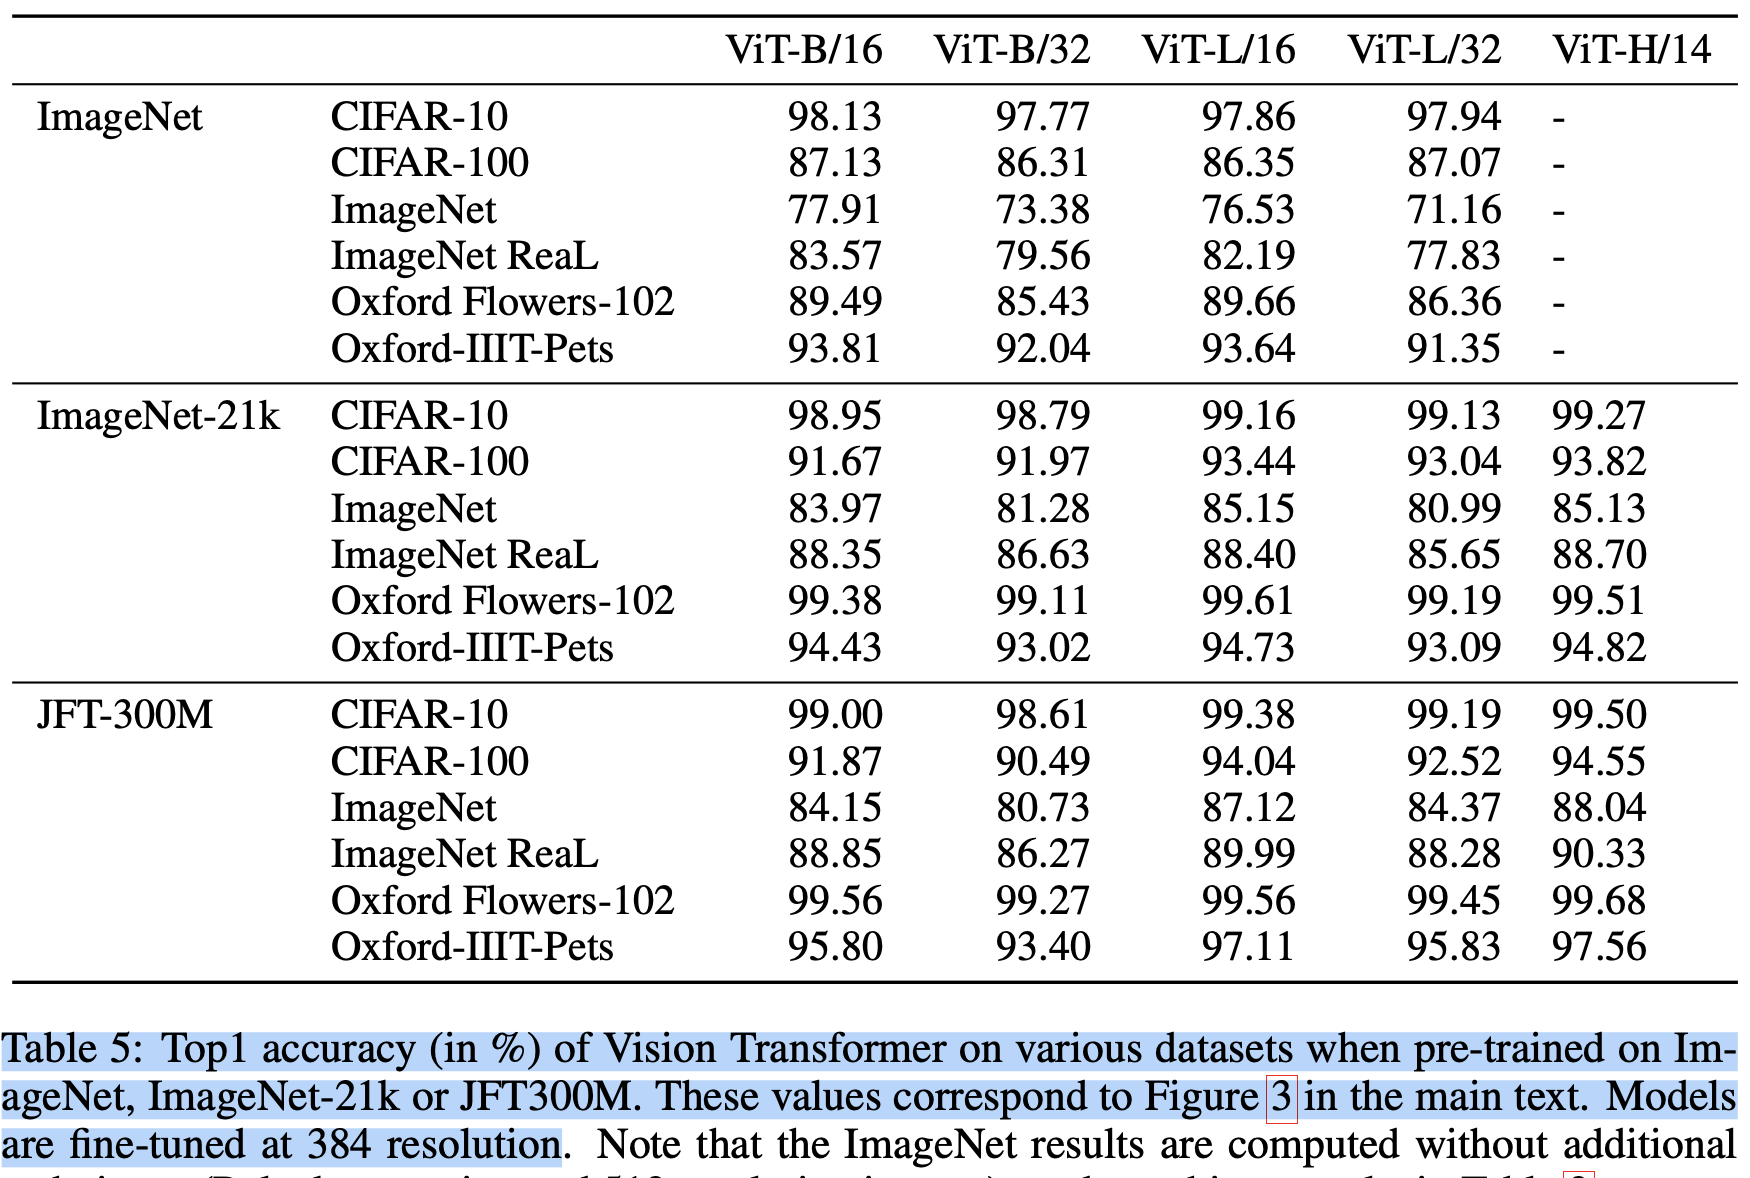 ViT-B/16 ViT-B/32 ViT-L/16 ViT-L/32 ViT-H/14
ImageNet CIFAR-10 98.13 97.77 97.86 97.94 -
CIFAR-100 87.13 86.31 86.35 87.07 -
ImageNet 77.91 73.38 76.53 71.16 -
ImageNet ReaL 83.57 79.56 82.19 77.83 -
Oxford Flowers-102 89.49 85.43 89.66 86.36 -
Oxford-IIIT-Pets 93.81 92.04 93.64 91.35 -
ImageNet-21k CIFAR-10 98.95 98.79 99.16 99.13 99.27
CIFAR-100 91.67 91.97 93.44 93.04 93.82
ImageNet 83.97 81.28 85.15 80.99 85.13
ImageNet ReaL 88.35 86.63 88.40 85.65 88.70
Oxford Flowers-102 99.38 99.11 99.61 99.19 99.51
Oxford-IIIT-Pets 94.43 93.02 94.73 93.09 94.82
JFT-300M CIFAR-10 99.00 98.61 99.38 99.19 99.50
CIFAR-100 91.87 90.49 94.04 92.52 94.55
ImageNet 84.15 80.73 87.12 84.37 88.04
ImageNet ReaL 88.85 86.27 89.99 88.28 90.33
Oxford Flowers-102 99.56 99.27 99.56 99.45 99.68
Oxford-IIIT-Pets 95.80 93.40 97.11 95.83 97.56
Table 5: Top1 accuracy (in %) of Vision Transformer on various datasets when pre-trained on Im-
ageNet, ImageNet-21k or JFT300M. These values correspond to Figure 3 in the main text. Models
are fine-tuned at 384 resolution. Note that the ImageNet results are computed without additional